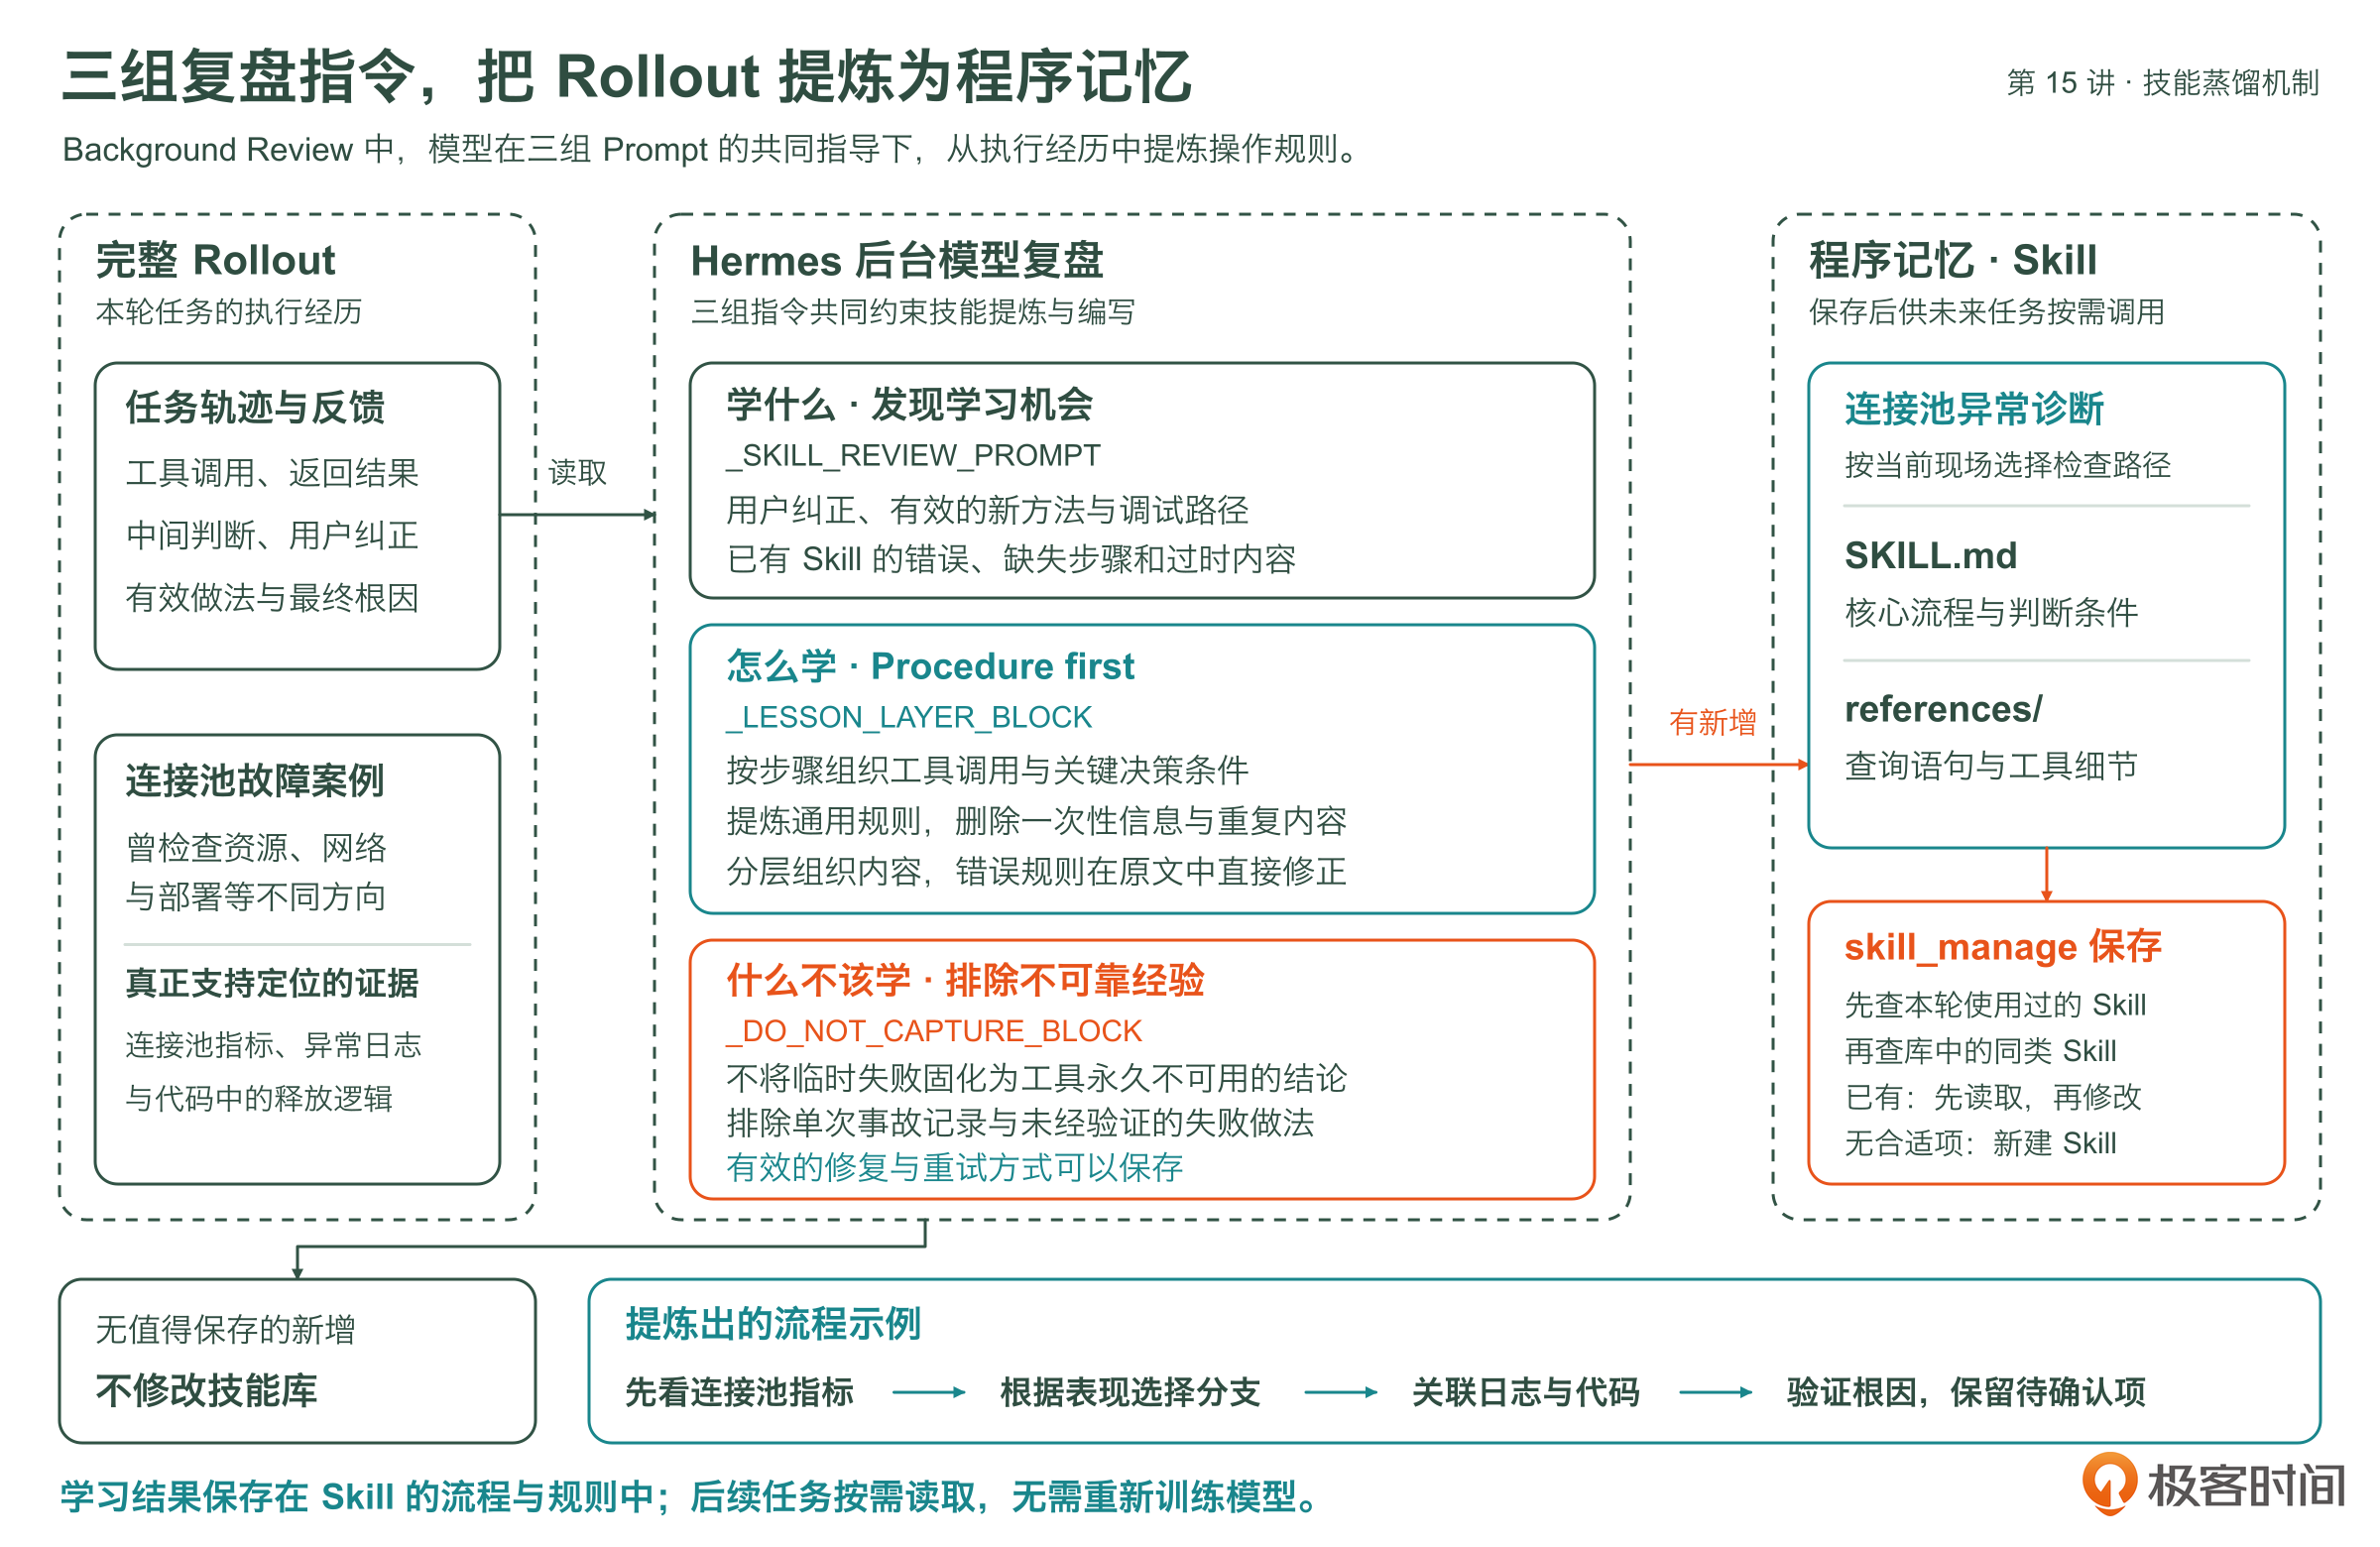 三组复盘指令，把 Rollout 提炼为程序记忆
第 15 讲 · 技能蒸馏机制
Background Review 中，模型在三组 Prompt 的共同指导下，从执行经历中提炼操作规则。
完整 Rollout
本轮任务的执行经历
任务轨迹与反馈
工具调用、返回结果
中间判断、用户纠正
有效做法与最终根因
连接池故障案例
曾检查资源、网络
与部署等不同方向
真正支持定位的证据
连接池指标、异常日志
与代码中的释放逻辑
读取
Hermes 后台模型复盘
三组指令共同约束技能提炼与编写
学什么 · 发现学习机会
_SKILL_REVIEW_PROMPT
用户纠正、有效的新方法与调试路径
已有 Skill 的错误、缺失步骤和过时内容
怎么学 · Procedure first
_LESSON_LAYER_BLOCK
按步骤组织工具调用与关键决策条件
提炼通用规则，删除一次性信息与重复内容
分层组织内容，错误规则在原文中直接修正
什么不该学 · 排除不可靠经验
_DO_NOT_CAPTURE_BLOCK
不将临时失败固化为工具永久不可用的结论
排除单次事故记录与未经验证的失败做法
有效的修复与重试方式可以保存
有新增
程序记忆 · Skill
保存后供未来任务按需调用
连接池异常诊断
按当前现场选择检查路径
SKILL.md
核心流程与判断条件
references/
查询语句与工具细节
skill_manage 保存
先查本轮使用过的 Skill
再查库中的同类 Skill
已有：先读取，再修改
无合适项：新建 Skill
无值得保存的新增
不修改技能库
提炼出的流程示例
先看连接池指标
根据表现选择分支
关联日志与代码
验证根因，保留待确认项
学习结果保存在 Skill 的流程与规则中；后续任务按需读取，无需重新训练模型。
极客时间